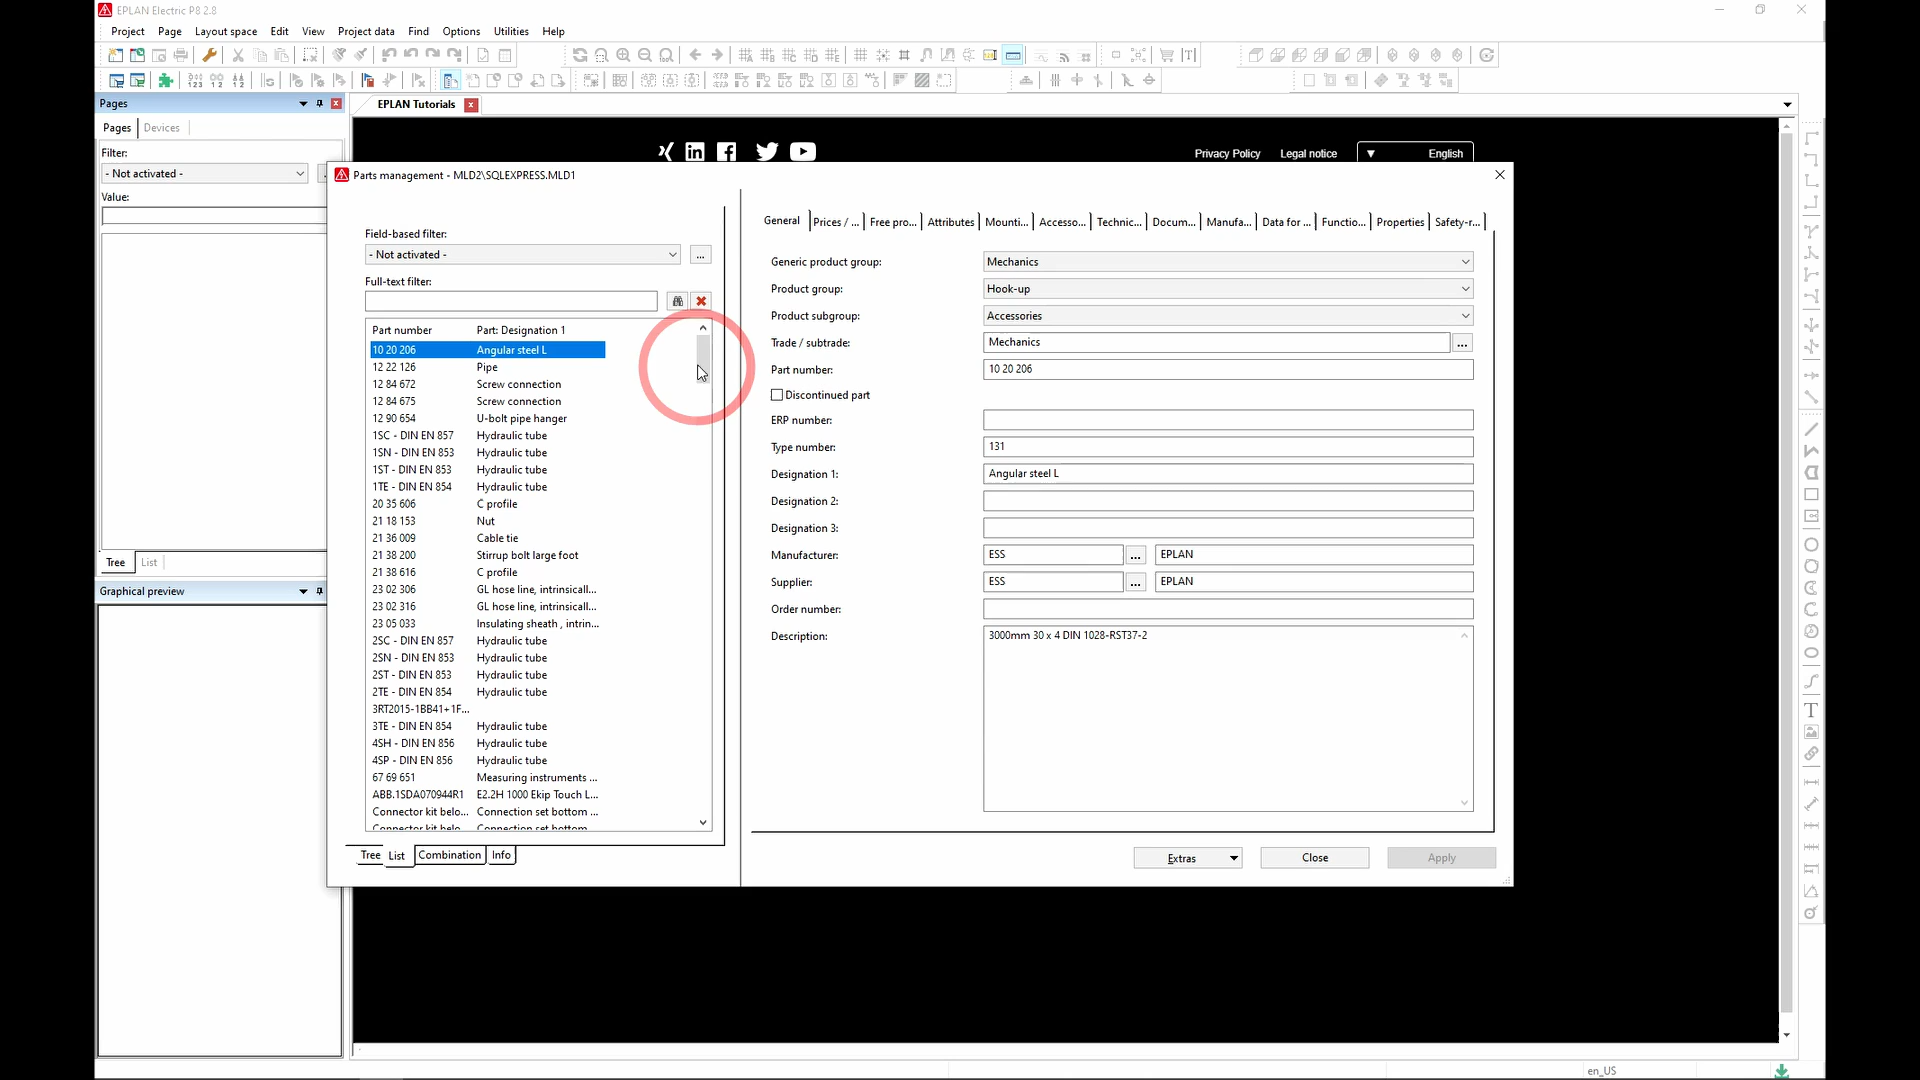 EPLAN Electric P8 2.8
Project Page Layout space Edit View Project data Find Options Utilities Help
Pages
EPLAN Tutorials
Pages Devices
Filter:
- Not activated -
Value:
Tree List
Graphical preview
Privacy Policy Legal notice English
Parts management - MLD2\SQLEXPRESS.MLD1
Field-based filter:
- Not activated -
...
Full-text filter:
Part number Part: Designation 1
10 20 206 Angular steel L
12 22 126 Pipe
12 84 672 Screw connection
12 84 675 Screw connection
12 90 654 U-bolt pipe hanger
1SC - DIN EN 857 Hydraulic tube
1SN - DIN EN 853 Hydraulic tube
1ST - DIN EN 853 Hydraulic tube
1TE - DIN EN 854 Hydraulic tube
20 35 606 C profile
21 18 153 Nut
21 36 009 Cable tie
21 38 200 Stirrup bolt large foot
21 38 616 C profile
23 02 306 GL hose line, intrinsicall...
23 02 316 GL hose line, intrinsicall...
23 05 033 Insulating sheath , intrin...
2SC - DIN EN 857 Hydraulic tube
2SN - DIN EN 853 Hydraulic tube
2ST - DIN EN 853 Hydraulic tube
2TE - DIN EN 854 Hydraulic tube
3RT2015-1BB41+1F...
3TE - DIN EN 854 Hydraulic tube
4SH - DIN EN 856 Hydraulic tube
4SP - DIN EN 856 Hydraulic tube
67 69 651 Measuring instruments ...
ABB.1SDA070944R1 E2.2H 1000 Ekip Touch L...
Connector kit belo... Connection set bottom ...
Connector kit belo... Connection set bottom
Tree List Combination Info
General Prices / ... Free pro... Attributes Mounti... Accesso... Technic... Docum... Manufa... Data for ... Functio... Properties Safety-r...
Generic product group: Mechanics
Product group: Hook-up
Product subgroup: Accessories
Trade / subtrade: Mechanics ...
Part number: 10 20 206
Discontinued part
ERP number:
Type number: 131
Designation 1: Angular steel L
Designation 2:
Designation 3:
Manufacturer: ESS ... EPLAN
Supplier: ESS ... EPLAN
Order number:
Description: 3000mm 30 x 4 DIN 1028-RST37-2
Extras Close Apply
en_US